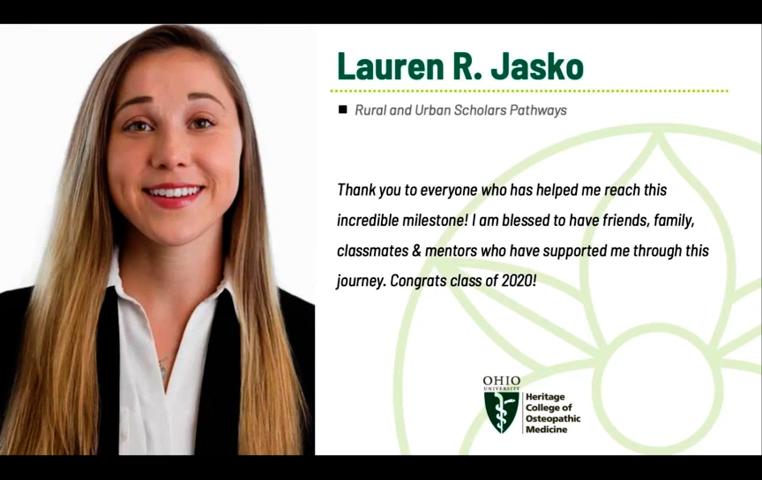 Lauren R. Jasko
Rural and Urban Scholars Pathways
Thank you to everyone who has helped me reach this
incredible milestone! I am blessed to have friends, family,
classmates & mentors who have supported me through this
journey. Congrats class of 2020!
OHIO
UNIVERSITY
Heritage
College of
Osteopathic
Medicine